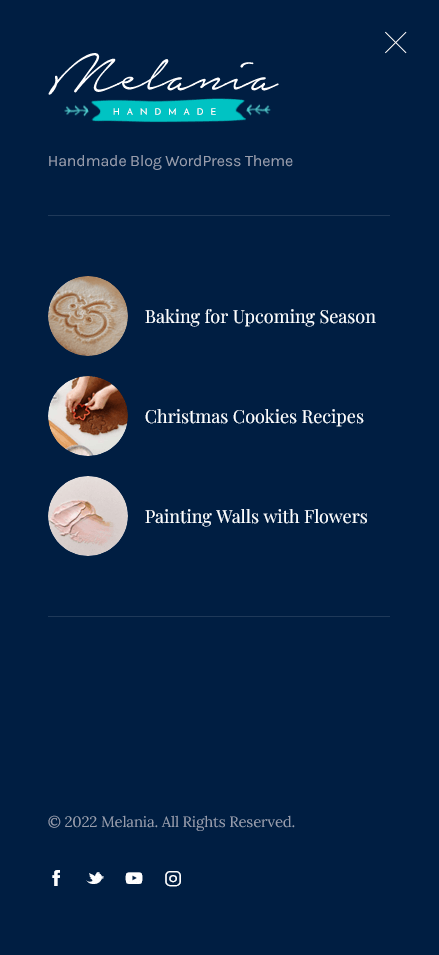 Melania
HANDMADE
Handmade Blog WordPress Theme
Baking for Upcoming Season
Christmas Cookies Recipes
Painting Walls with Flowers
© 2022 Melania. All Rights Reserved.